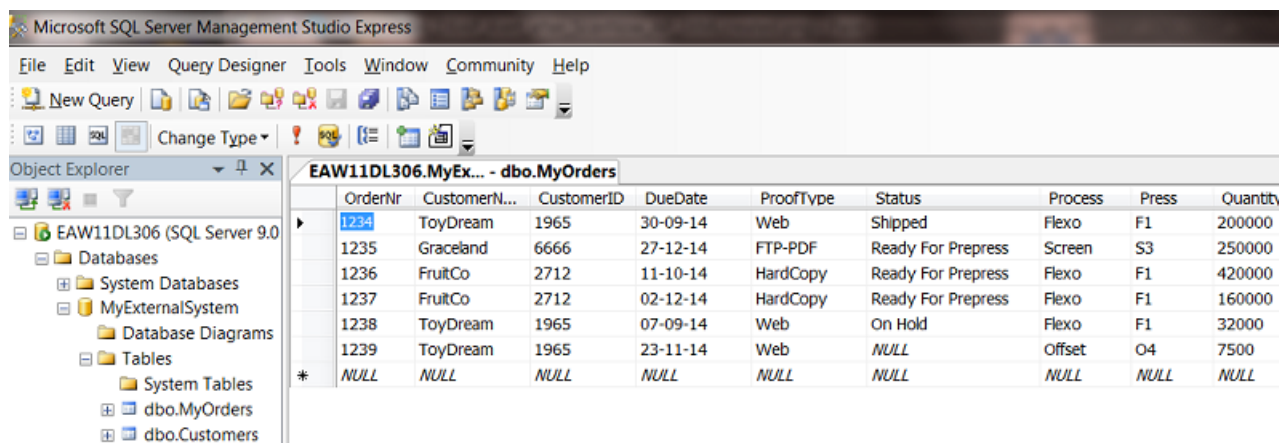 Microsoft SQL Server Management Studio Express
File Edit View Query Designer Tools Window Community Help
New Query
Change Type
Object Explorer
EAW11DL306 (SQL Server 9.0
Databases
System Databases
MyExternalSystem
Database Diagrams
Tables
System Tables
dbo.MyOrders
dbo.Customers
EAW11DL306.MyEx... - dbo.MyOrders
OrderNr CustomerN... CustomerID DueDate ProofType Status Process Press Quantity
1234 ToyDream 1965 30-09-14 Web Shipped Flexo F1 200000
1235 Graceland 6666 27-12-14 FTP-PDF Ready For Prepress Screen S3 250000
1236 FruitCo 2712 11-10-14 HardCopy Ready For Prepress Flexo F1 420000
1237 FruitCo 2712 02-12-14 HardCopy Ready For Prepress Flexo F1 160000
1238 ToyDream 1965 07-09-14 Web On Hold Flexo F1 32000
1239 ToyDream 1965 23-11-14 Web NULL Offset O4 7500
NULL NULL NULL NULL NULL NULL NULL NULL NULL